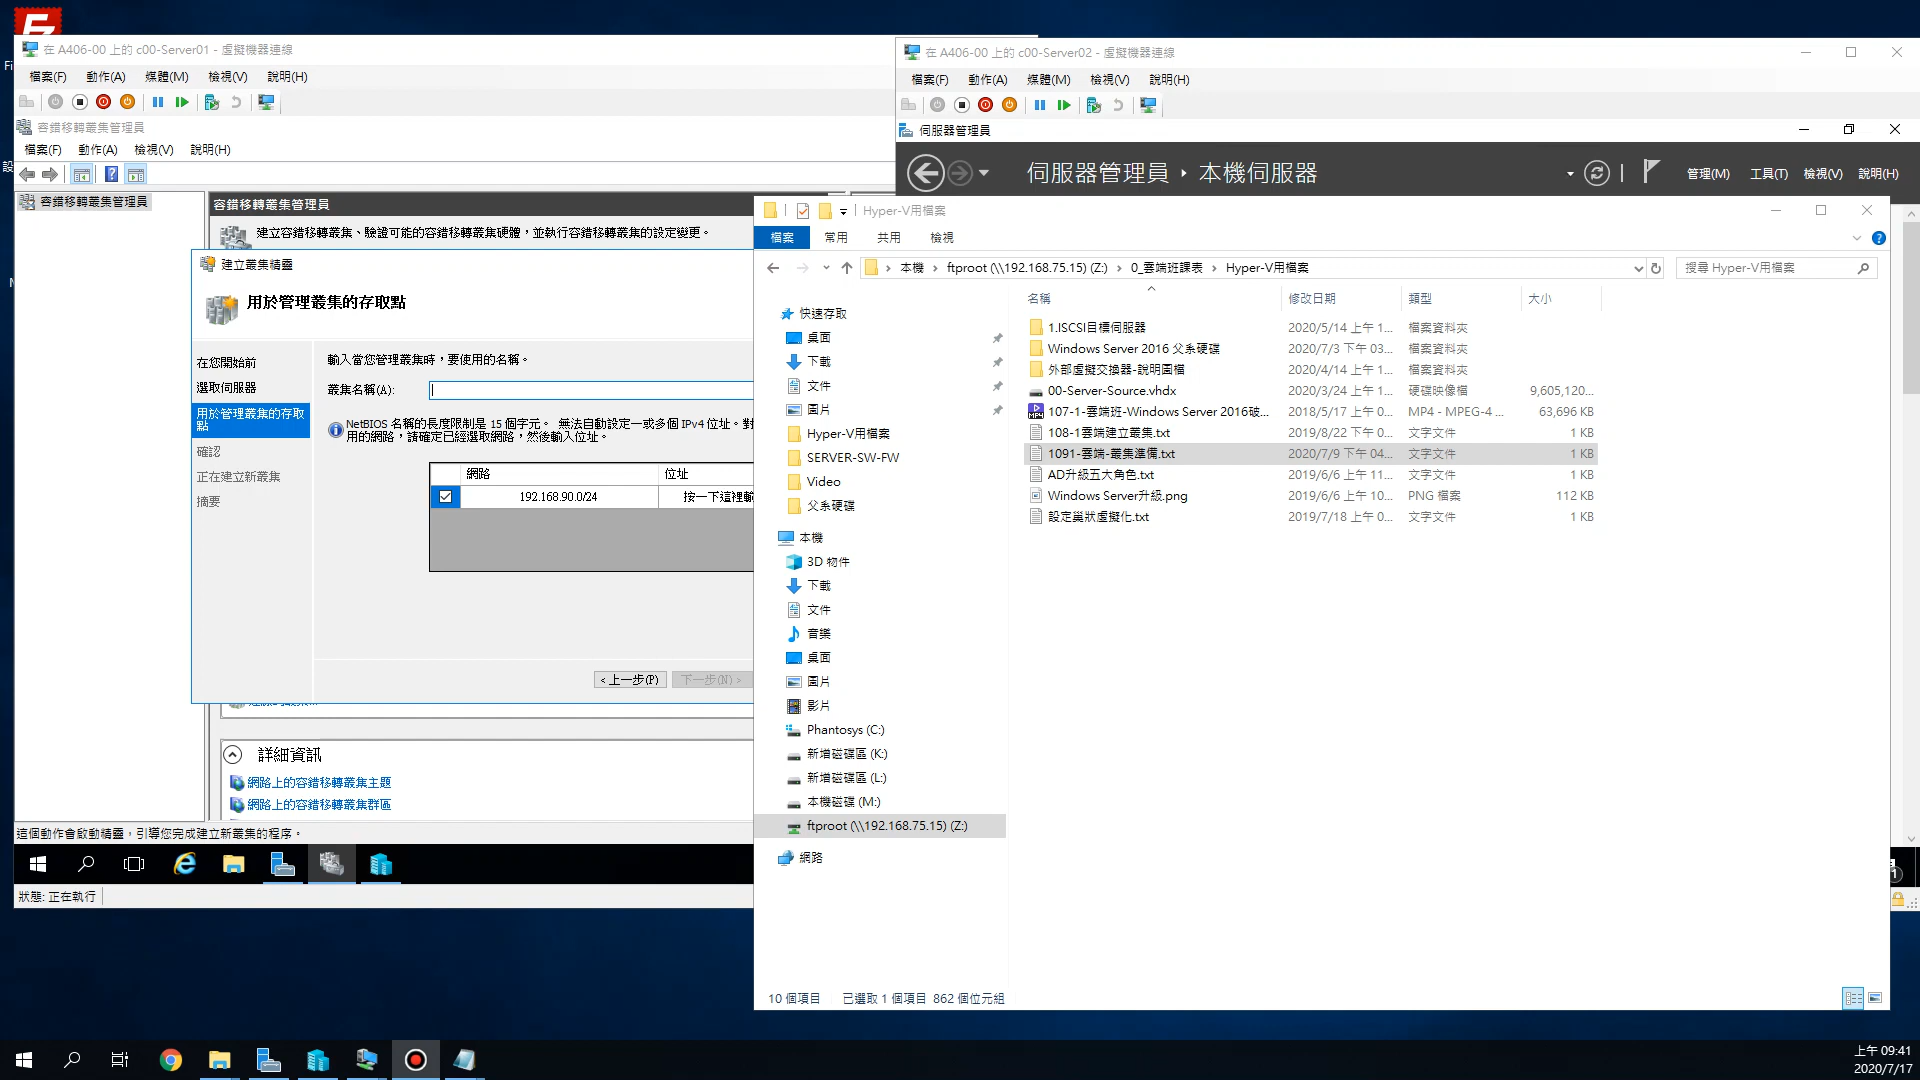 在 A406-00 上的 c00-Server01 - 虛擬機器連線
檔案(F) 動作(A) 媒體(M) 檢視(V) 說明(H)
容錯移轉叢集管理員
檔案(F) 動作(A) 檢視(V) 說明(H)
容錯移轉叢集管理員
容錯移轉叢集管理員
建立容錯移轉叢集、驗證可能的容錯移轉叢集硬體，並執行容錯移轉叢集的設定變更。
建立叢集精靈
用於管理叢集的存取點
在您開始前
選取伺服器
用於管理叢集的存取
點
確認
正在建立新叢集
摘要
輸入當您管理叢集時，要使用的名稱。
叢集名稱(A):
NetBIOS 名稱的長度限制是 15 個字元。 無法自動設定一或多個 IPv4 位址。對
用的網路，請確定已經選取網路，然後輸入位址。
網路 位址
192.168.90.0/24 按一下這裡
< 上一步(P) 下一步(N) >
詳細資訊
網路上的容錯移轉叢集主題
網路上的容錯移轉叢集群區
這個動作會啟動精靈，引導您完成建立新叢集的程序。
狀態: 正在執行
在 A406-00 上的 c00-Server02 - 虛擬機器連線
檔案(F) 動作(A) 媒體(M) 檢視(V) 說明(H)
伺服器管理員
伺服器管理員 ‣ 本機伺服器
管理(M) 工具(T) 檢視(V) 說明(H)
Hyper-V用檔案
檔案 常用 共用 檢視
本機 › ftproot (\\192.168.75.15) (Z:) › 0_雲端班課表 › Hyper-V用檔案
搜尋 Hyper-V用檔案
快速存取
桌面
下載
文件
圖片
Hyper-V用檔案
SERVER-SW-FW
Video
父系硬碟
本機
3D 物件
下載
文件
音樂
桌面
圖片
影片
Phantosys (C:)
新增磁碟區 (K:)
新增磁碟區 (L:)
本機磁碟 (M:)
ftproot (\\192.168.75.15) (Z:)
網路
名稱 修改日期 類型 大小
1.ISCSI目標伺服器 2020/5/14 上午 1... 檔案資料夾
Windows Server 2016 父系硬碟 2020/7/3 下午 03... 檔案資料夾
外部虛擬交換器-說明圖檔 2020/4/14 上午 1... 檔案資料夾
00-Server-Source.vhdx 2020/3/24 上午 1... 硬碟映像檔 9,605,120...
107-1-雲端班-Windows Server 2016破... 2018/5/17 上午 0... MP4 - MPEG-4 ... 63,696 KB
108-1雲端建立叢集.txt 2019/8/22 下午 0... 文字文件 1 KB
1091-雲端-叢集準備.txt 2020/7/9 下午 04... 文字文件 1 KB
AD升級五大角色.txt 2019/6/6 上午 11... 文字文件 1 KB
Windows Server升級.png 2019/6/6 上午 10... PNG 檔案 112 KB
設定巢狀虛擬化.txt 2019/7/18 上午 0... 文字文件 1 KB
10 個項目 已選取 1 個項目 862 個位元組
1
上午 09:41
2020/7/17